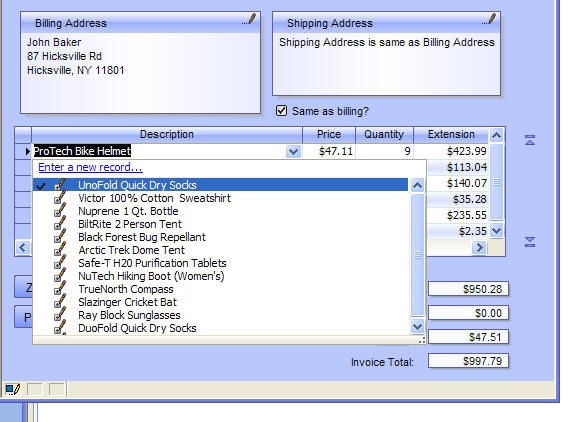 Billing Address
John Baker
87 Hicksville Rd
Hicksville, NY 11801
Shipping Address
Shipping Address is same as Billing Address
Same as billing?
Description Price Quantity Extension
ProTech Bike Helmet $47.11 9 $423.99
$113.04
$140.07
$35.28
$235.55
$2.35
Enter a new record...
UnoFold Quick Dry Socks
Victor 100% Cotton Sweatshirt
Nuprene 1 Qt. Bottle
BiltRite 2 Person Tent
Black Forest Bug Repellant
Arctic Trek Dome Tent
Safe-T H20 Purification Tablets
NuTech Hiking Boot (Women's)
TrueNorth Compass
Slazinger Cricket Bat
Ray Block Sunglasses
DuoFold Quick Dry Socks
Z
P
$950.28
$0.00
$47.51
Invoice Total: $997.79